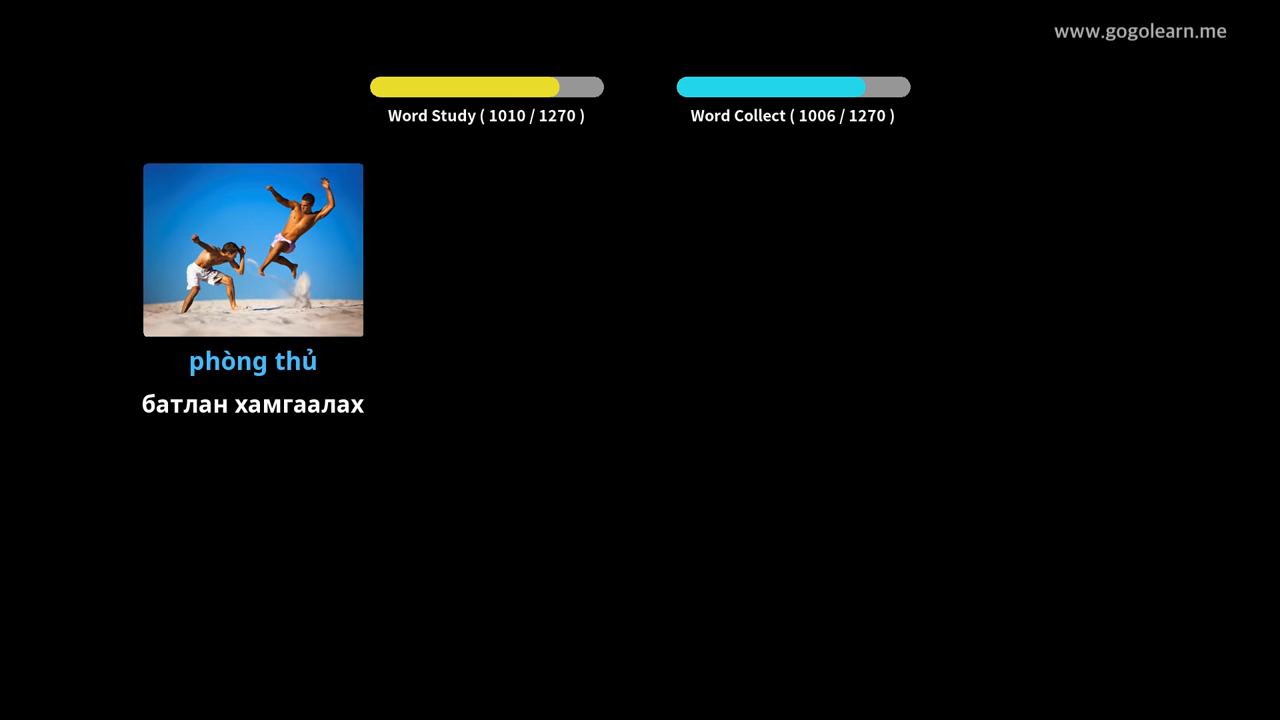 www.gogolearn.me
Word Study ( 1010 / 1270 )
Word Collect ( 1006 / 1270 )
phòng thủ
батлан хамгаалах